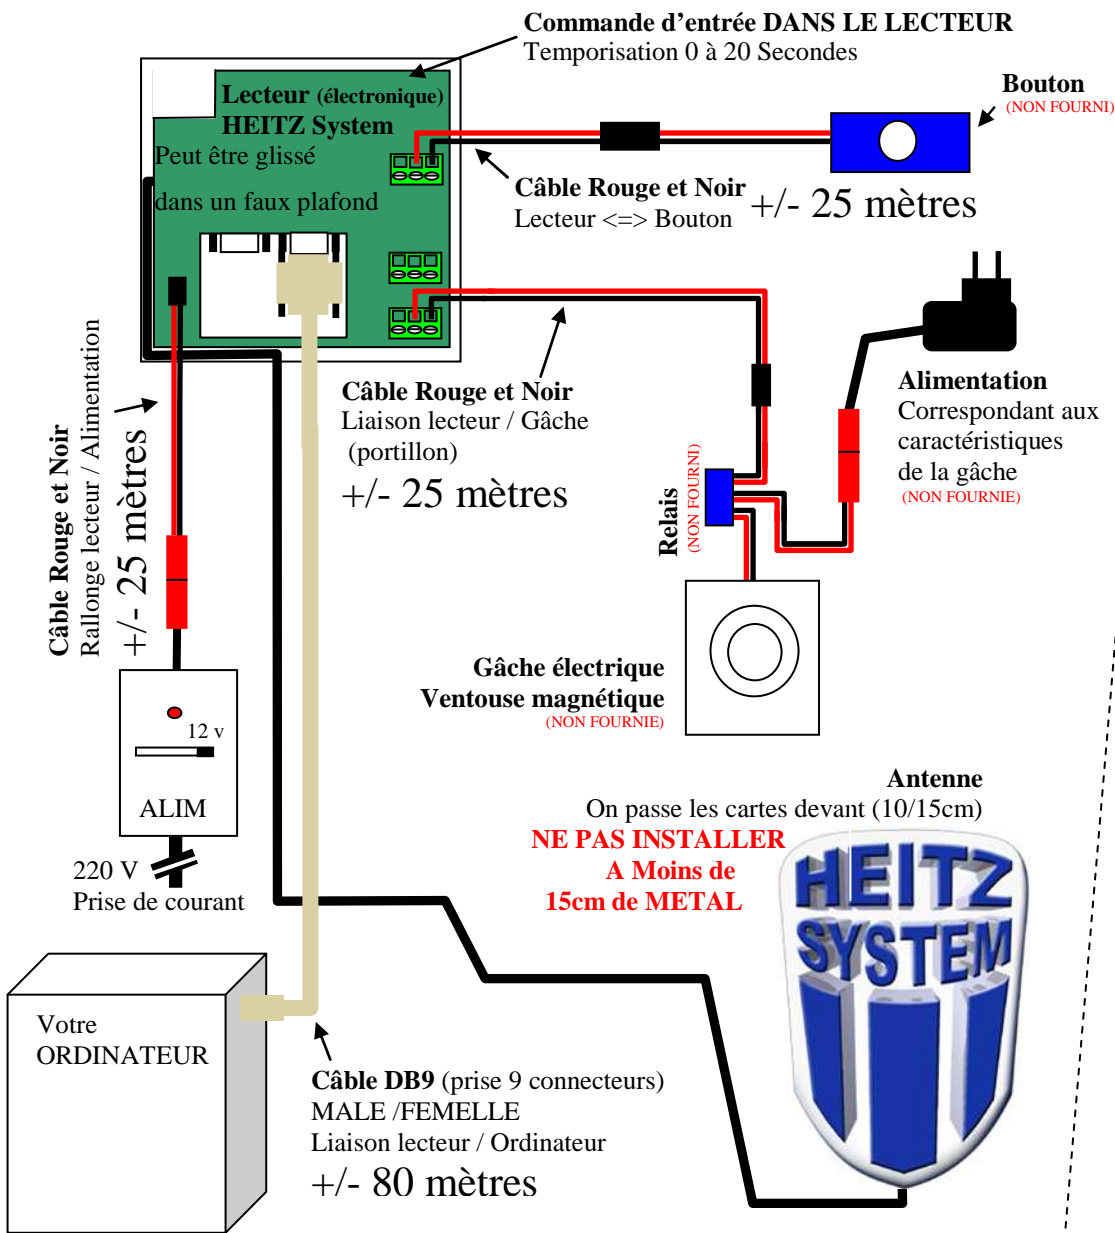 Commande d'entrée DANS LE LECTEUR
Temporisation 0 à 20 Secondes
Lecteur (électronique)
HEITZ System
Peut être glissé
dans un faux plafond
Bouton
(NON FOURNI)
Câble Rouge et Noir
Lecteur <=> Bouton
+/- 25 mètres
Câble Rouge et Noir
Rallonge lecteur / Alimentation
+/- 25 mètres
Câble Rouge et Noir
Liaison lecteur / Gâche
(portillon)
+/- 25 mètres
Alimentation
Correspondant aux
caractéristiques
de la gâche
(NON FOURNIE)
Relais
(NON FOURNI)
Gâche électrique
Ventouse magnétique
(NON FOURNIE)
12 v
ALIM
220 V
Prise de courant
Antenne
On passe les cartes devant (10/15cm)
NE PAS INSTALLER
A Moins de
15cm de METAL
HEITZ
SYSTEM
Votre
ORDINATEUR
Câble DB9 (prise 9 connecteurs)
MALE /FEMELLE
Liaison lecteur / Ordinateur
+/- 80 mètres